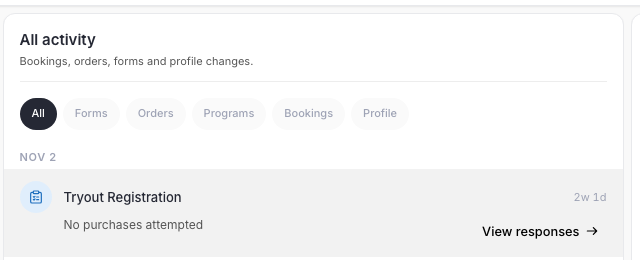 All activity
Bookings, orders, forms and profile changes.
All Forms Orders Programs Bookings Profile
NOV 2
Tryout Registration 2w 1d
No purchases attempted
View responses →